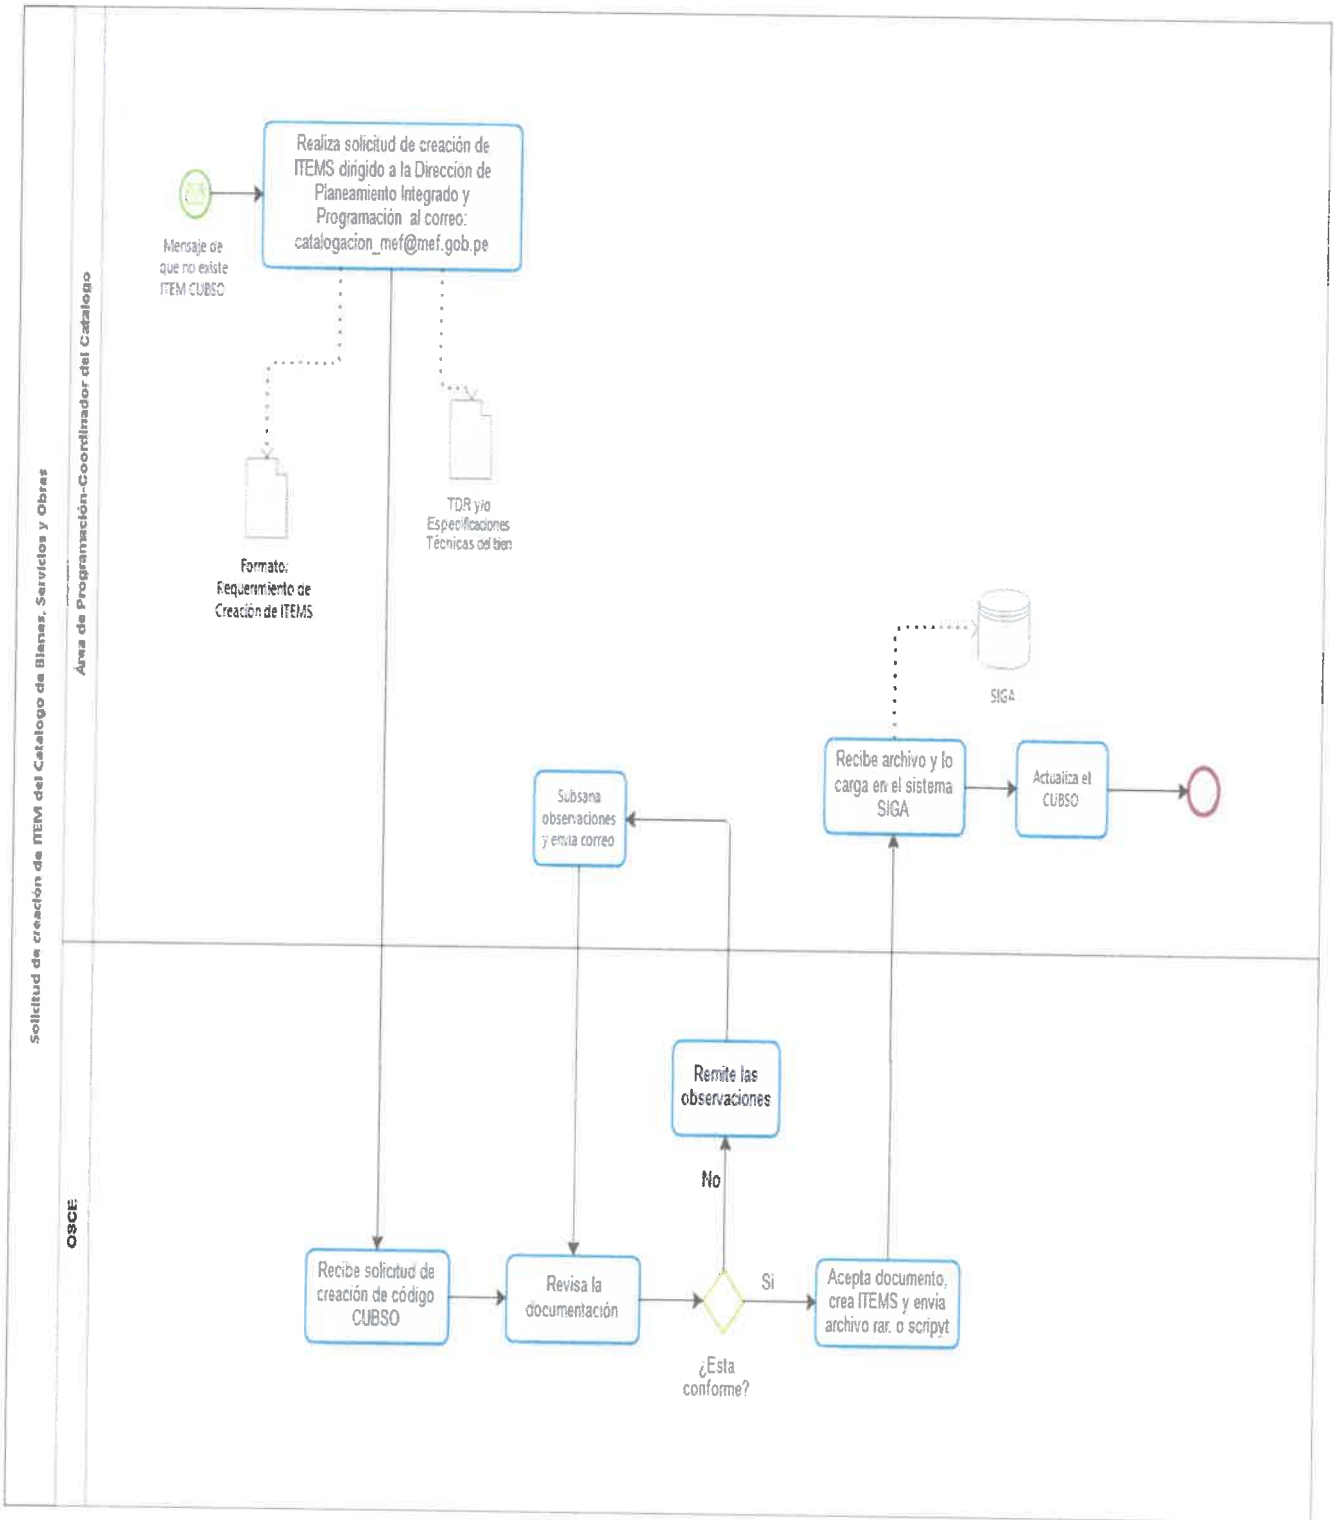 Solicitud de creación de ITEM del Catalogo de Bienes, Servicios y Obras
Área de Programación-Coordinador del Catalogo
Realiza solicitud de creación de
ITEMS dirigido a la Dirección de
Planeamiento Integrado y
Programación al correo:
catalogacion_mef@mef.gob.pe
Mensaje de
que no existe
ITEM CUBSO
Formato:
Requerimiento de
Creación de ITEMS
TDR y/o
Especificaciones
Técnicas del bien
SIGA
Recibe archivo y lo
carga en el sistema
SIGA
Actualiza el
CUBSO
Subsana
observaciones
y envia correo
OSCE
Remite las
observaciones
No
Recibe solicitud de
creación de código
CUBSO
Revisa la
documentación
¿Esta
conforme?
Si
Acepta documento,
crea ITEMS y envia
archivo rar. o scripyt